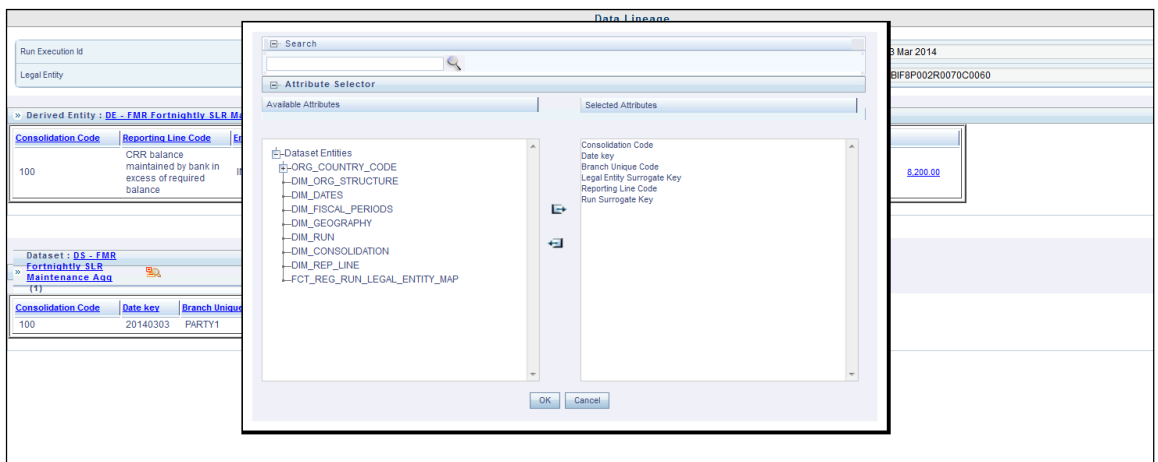 Data Lineage
Run Execution Id
3 Mar 2014
Legal Entity
BIF8P002R0070C0060
» Derived Entity : DE - FMR Fortnightly SLR
Consolidation Code Reporting Line Code
100 CRR balance maintained by bank in excess of required balance 8,200.00
Dataset : DS - FMR
» Fortnightly SLR
Maintenance Agg
(1)
Consolidation Code Date key Branch Unique
100 20140303 PARTY1
Search
Attribute Selector
Available Attributes
Selected Attributes
Dataset Entities
ORG_COUNTRY_CODE
DIM_ORG_STRUCTURE
DIM_DATES
DIM_FISCAL_PERIODS
DIM_GEOGRAPHY
DIM_RUN
DIM_CONSOLIDATION
DIM_REP_LINE
FCT_REG_RUN_LEGAL_ENTITY_MAP
Consolidation Code
Date key
Branch Unique Code
Legal Entity Surrogate Key
Reporting Line Code
Run Surrogate Key
OK Cancel